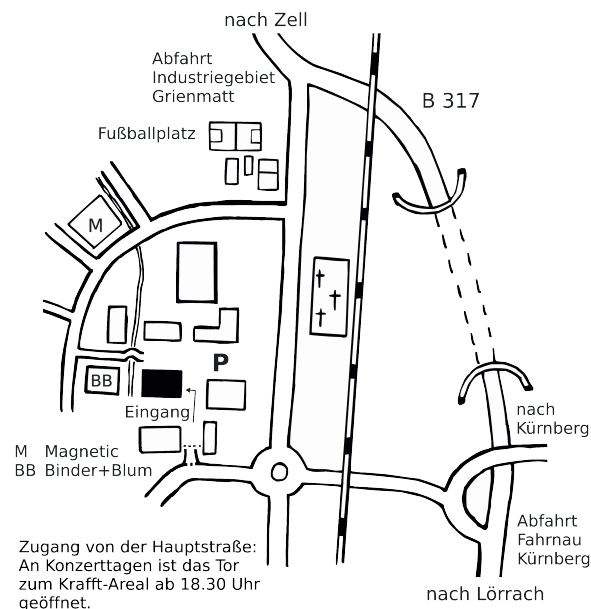 nach Zell
Abfahrt
Industriegebiet
Grienmatt
B 317
Fußballplatz
M
P
BB
Eingang
nach
Kürnberg
M Magnetic
BB Binder+Blum
Abfahrt
Fahrnau
Kürnberg
Zugang von der Hauptstraße:
An Konzerttagen ist das Tor
zum Krafft-Areal ab 18.30 Uhr
geöffnet.
nach Lörrach